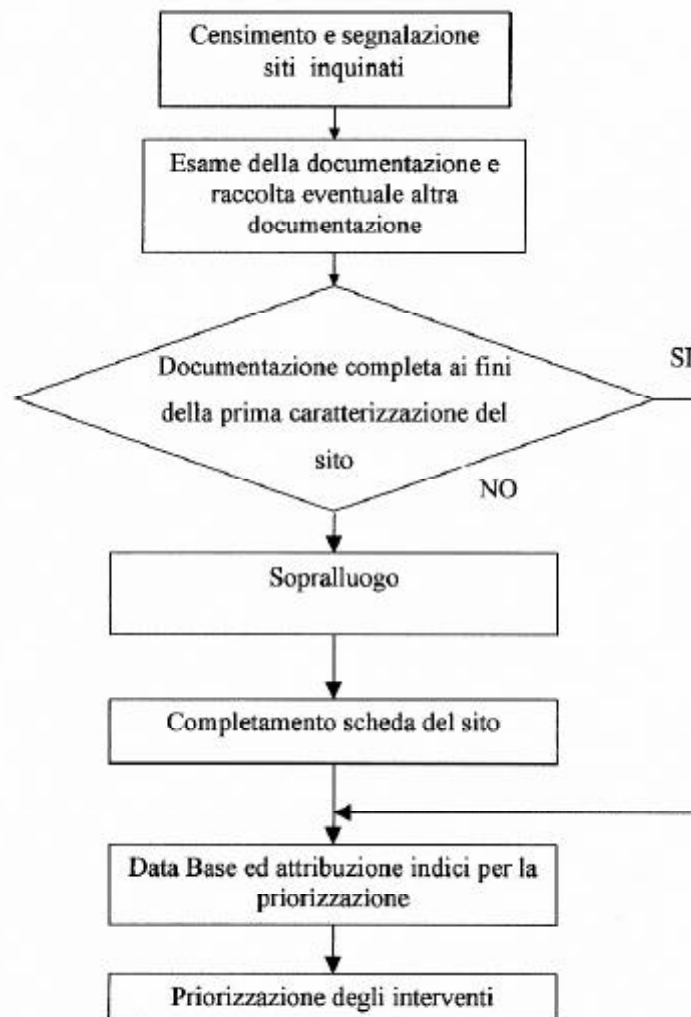 Censimento e segnalazione
siti inquinati
Esame della documentazione e
raccolta eventuale altra
documentazione
Documentazione completa ai fini
della prima caratterizzazione del
sito
SI
NO
Sopralluogo
Completamento scheda del sito
Data Base ed attribuzione indici per la
priorizzazione
Priorizzazione degli interventi